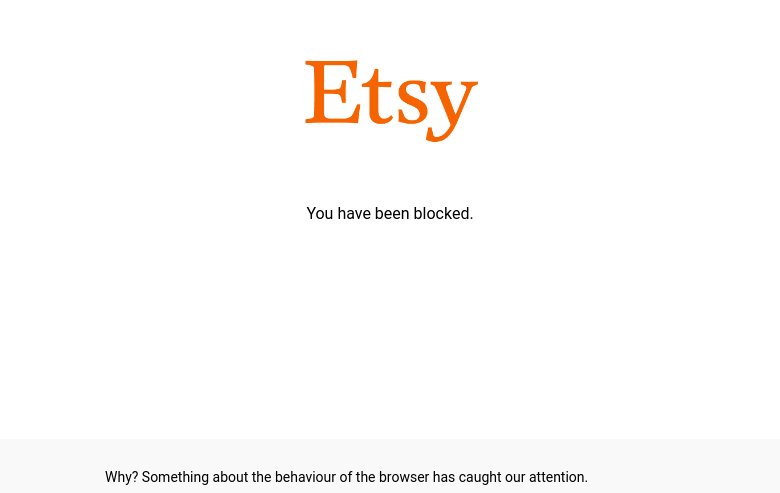 Etsy
You have been blocked.
Why? Something about the behaviour of the browser has caught our attention.